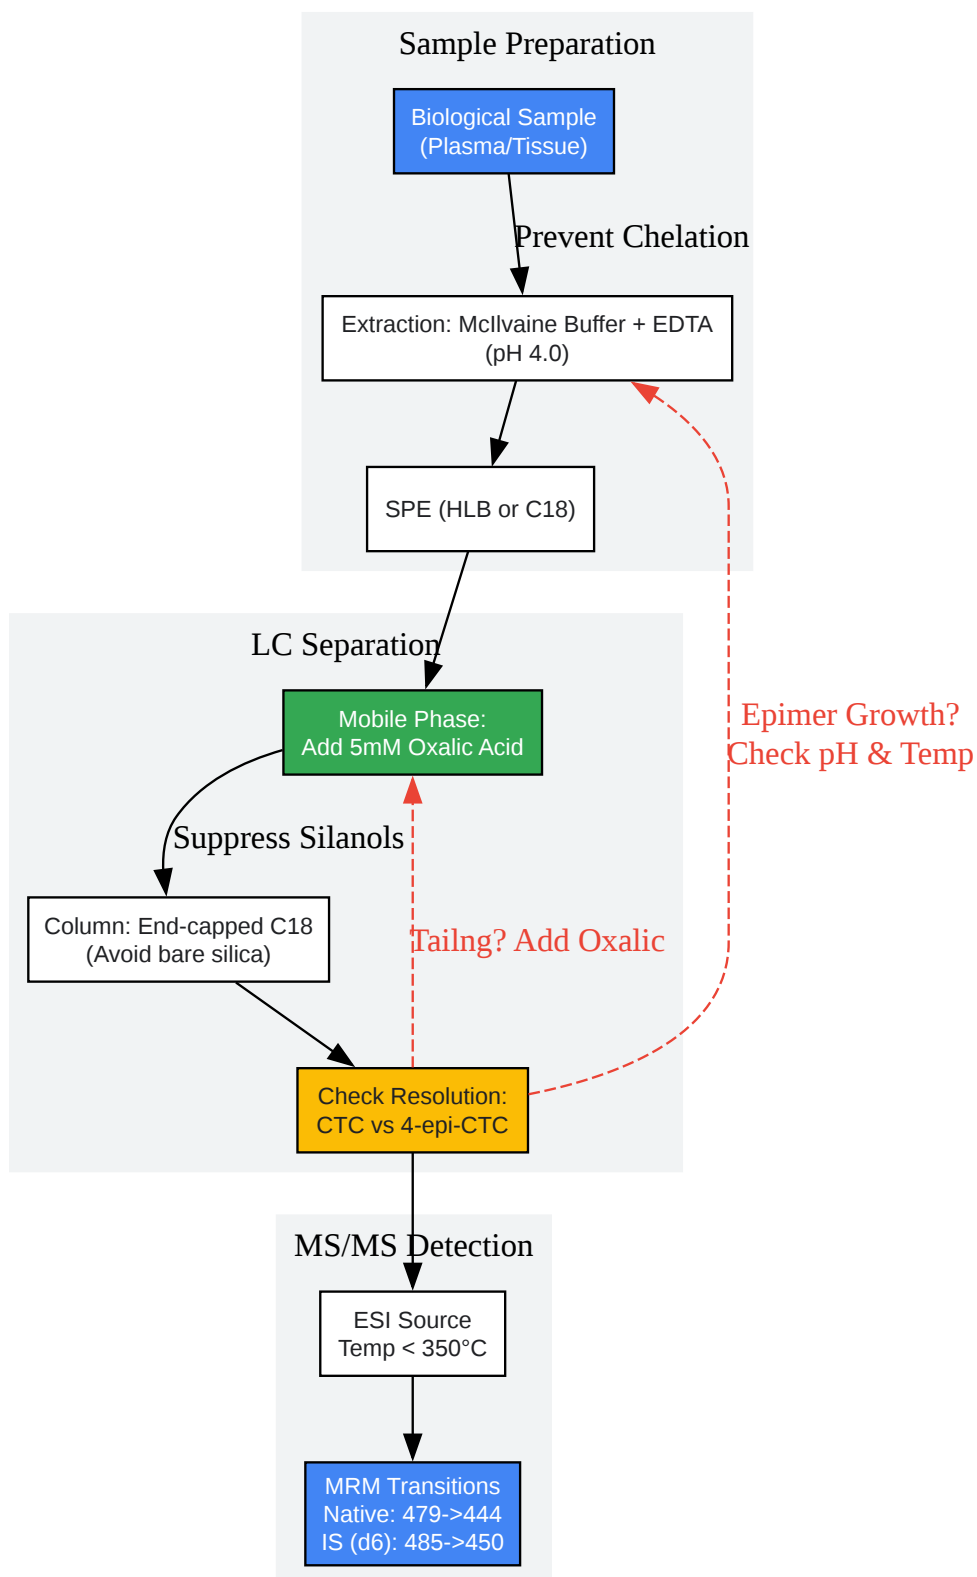 Sample Preparation
Biological Sample
(Plasma/Tissue)
Prevent Chelation
Extraction: McIlvaine Buffer + EDTA
(pH 4.0)
SPE (HLB or C18)
LC Separation
Mobile Phase:
Add 5mM Oxalic Acid
Epimer Growth?
Check pH & Temp
Suppress Silanols
Column: End-capped C18
(Avoid bare silica)
Tailng? Add Oxalic
Check Resolution:
CTC vs 4-epi-CTC
MS/MS Detection
ESI Source
Temp < 350°C
MRM Transitions
Native: 479->444
IS (d6): 485->450